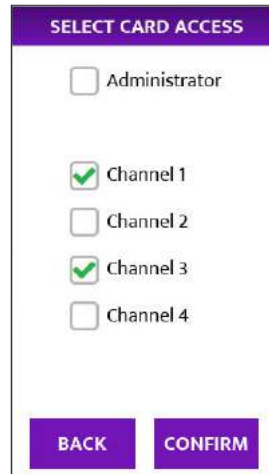 SELECT CARD ACCESS
Administrator
Channel 1
Channel 2
Channel 3
Channel 4
BACK CONFIRM